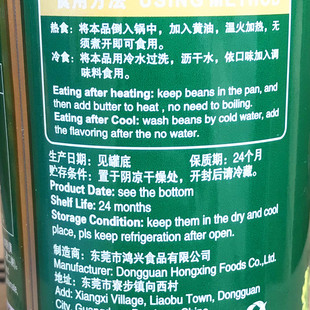 食用方法 USING METHOD
热食：将本品倒入锅中，加入黄油，温火加热，无
须煮开即可食用。
冷食：将本品用冷水过洗，沥干水，依口味加入调
味料食用。
Eating after heating: keep beans in the pan, and
then add butter to heat , no need to boiling.
Eating after Cool: wash beans by cold water, add
the flavoring after the no water.
生产日期：见罐底 保质期：24个月
贮存条件：置于阴凉干燥处，开封后请冷藏。
Product Date: see the bottom
Shelf Life: 24 months
Storage Condition: keep them in the dry and cool
place, pls keep refrigeration after open.
制造商：东莞市鸿兴食品有限公司
Manufacturer: Dongguan Hongxing Foods Co.,Ltd.
地址：东莞市寮步镇向西村
Add: Xiangxi Village, Liaobu Town, Dongguan